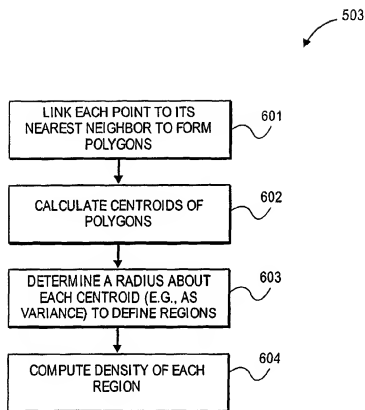 503
LINK EACH POINT TO ITS
NEAREST NEIGHBOR TO FORM
POLYGONS
601
CALCULATE CENTROIDS OF
POLYGONS
602
DETERMINE A RADIUS ABOUT
EACH CENTROID (E.G., AS
VARIANCE) TO DEFINE REGIONS
603
COMPUTE DENSITY OF EACH
REGION
604